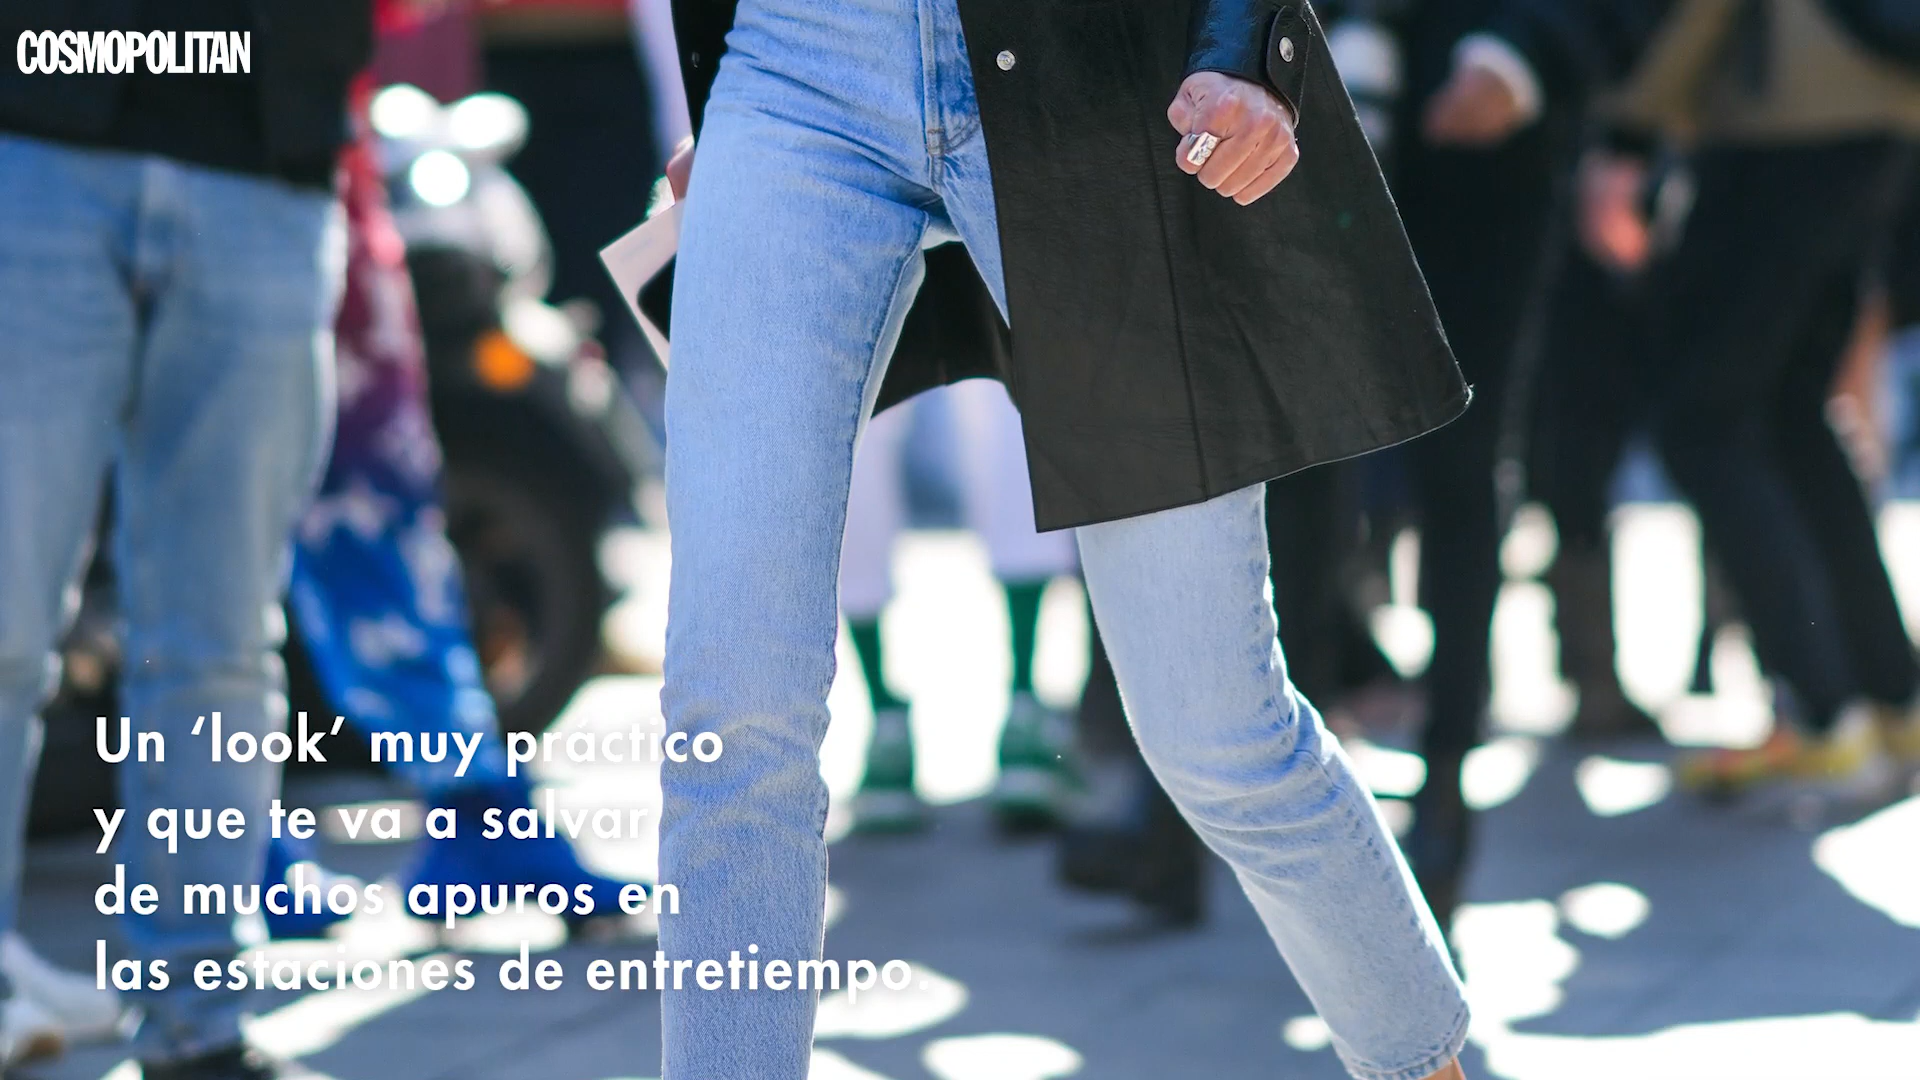 COSMOPOLITAN
Un ‘look’ muy práctico
y que te va a salvar
de muchos apuros en
las estaciones de entretiempo.